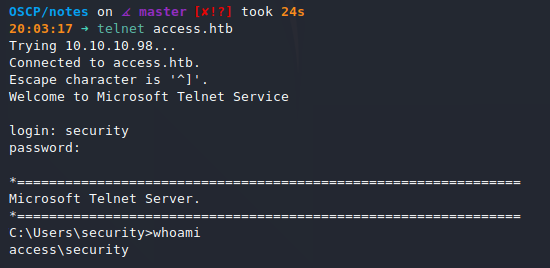 OSCP/notes on ⎇ master [✘!?] took 24s
20:03:17 → telnet access.htb
Trying 10.10.10.98...
Connected to access.htb.
Escape character is '^]'.
Welcome to Microsoft Telnet Service
login: security
password:
*===============================================================
Microsoft Telnet Server.
*===============================================================
C:\Users\security>whoami
access\security